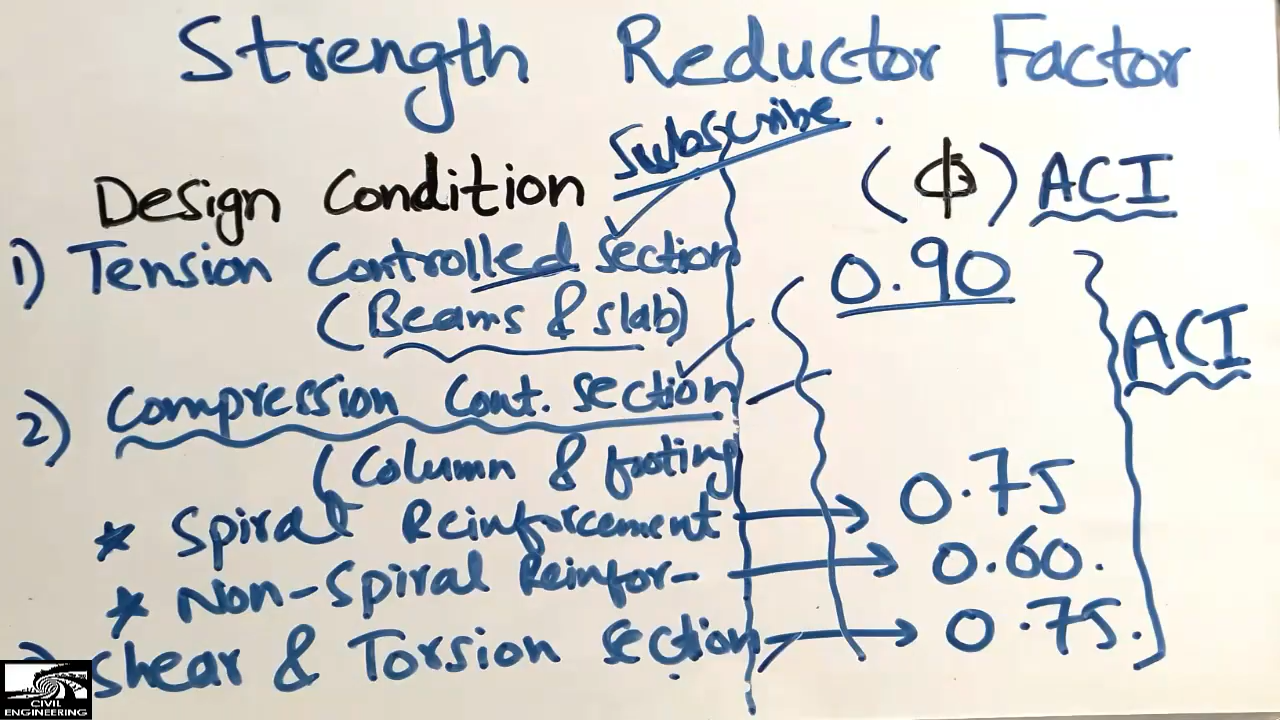 Strength Reductor Factor
Subscribe.
Design Condition (ϕ) ACI
1) Tension Controlled section 0.90
(Beams & slab)
ACI
2) Compression Cont. section
(Column & footing
* Spiral Reinforcement → 0.75
* Non-Spiral Reinfor- → 0.60.
Shear & Torsion section → 0.75.
CIVIL
ENGINEERING